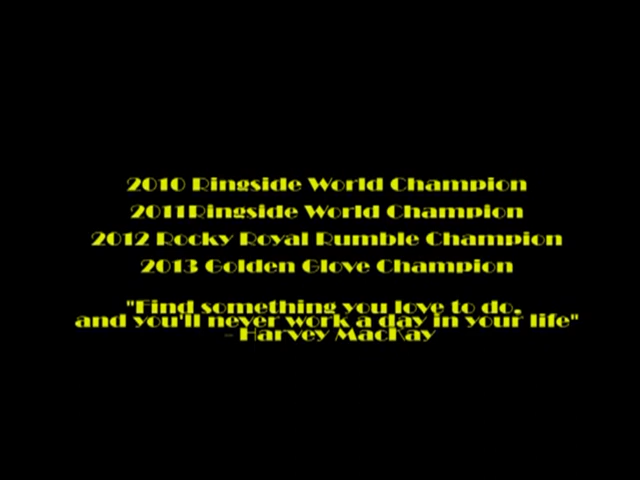 2010 Ringside World Champion
2011Ringside World Champion
2012 Rocky Royal Rumble Champion
2013 Golden Glove Champion
"Find something you love to do,
and you'll never work a day in your life"
- Harvey MacKay